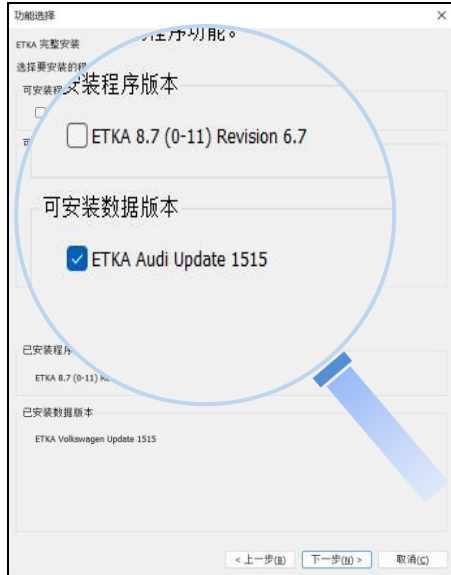 功能选择
ETKA 完整安装
选择要安装的程
程序功能。
可安装程
安装程序版本
ETKA 8.7 (0-11) Revision 6.7
可安装数据版本
ETKA Audi Update 1515
已安装程序
ETKA 8.7 (0-11) Re
已安装数据版本
ETKA Volkswagen Update 1515
< 上一步(B)
下一步(N) >
取消(C)